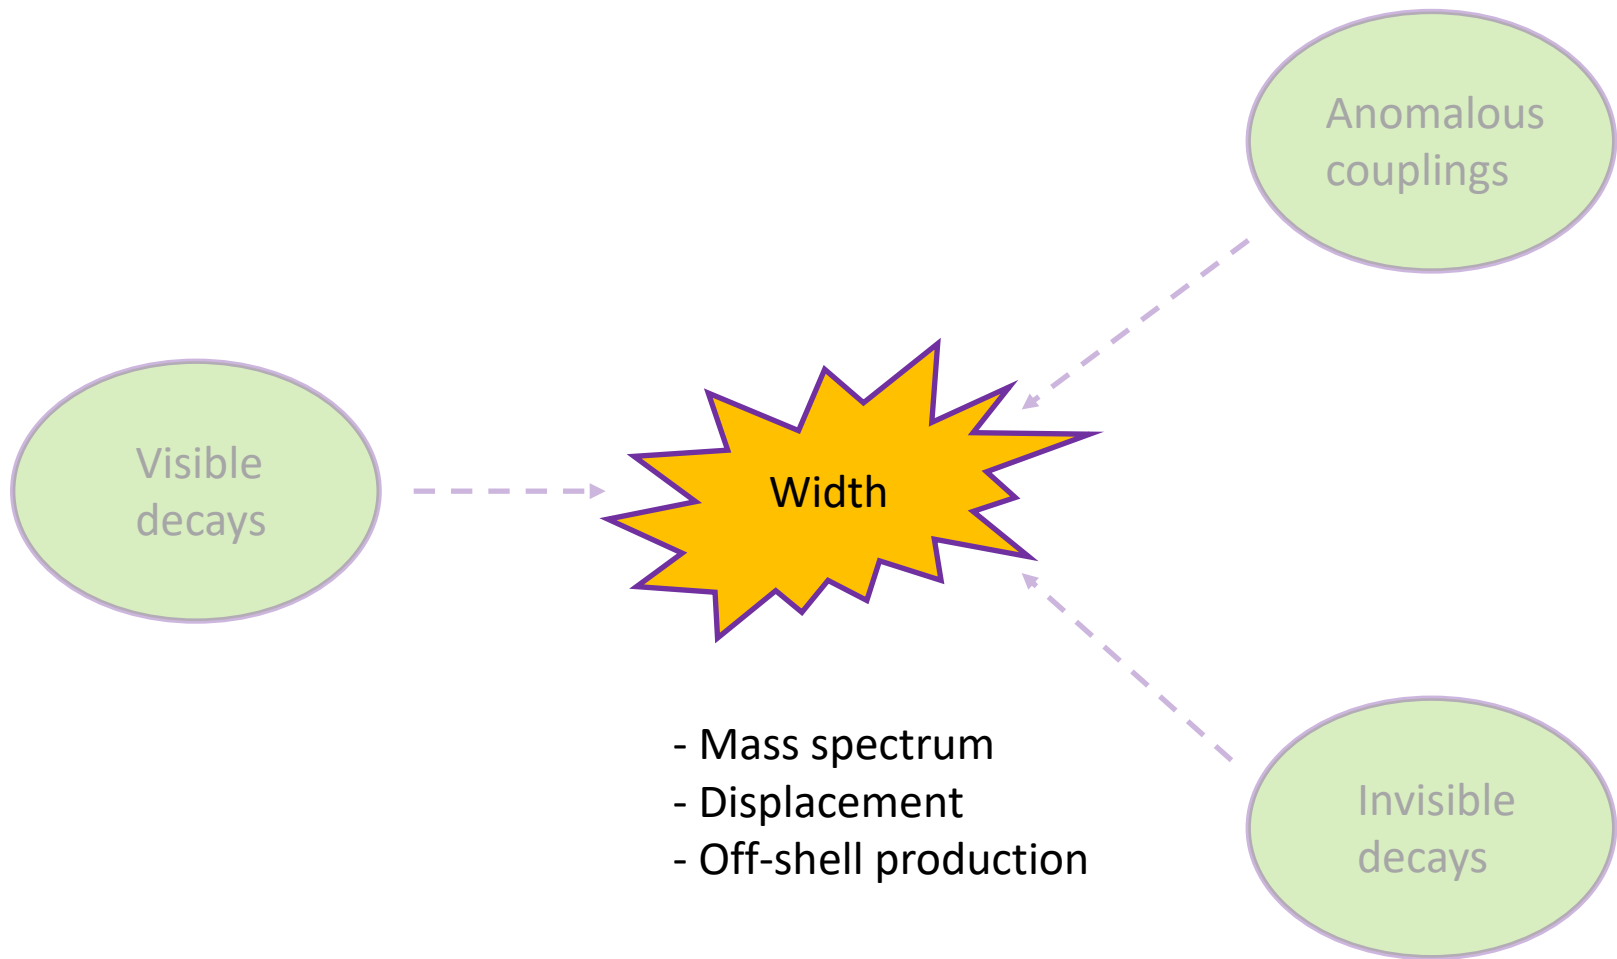 Anomalous
couplings
Visible
decays
Width
- Mass spectrum
- Displacement
- Off-shell production
Invisible
decays